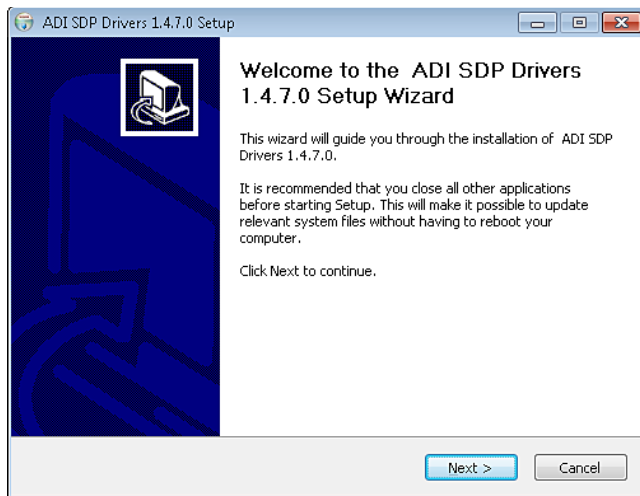 ADI SDP Drivers 1.4.7.0 Setup
Welcome to the ADI SDP Drivers
1.4.7.0 Setup Wizard
This wizard will guide you through the installation of ADI SDP
Drivers 1.4.7.0.
It is recommended that you close all other applications
before starting Setup. This will make it possible to update
relevant system files without having to reboot your
computer.
Click Next to continue.
Next >
Cancel